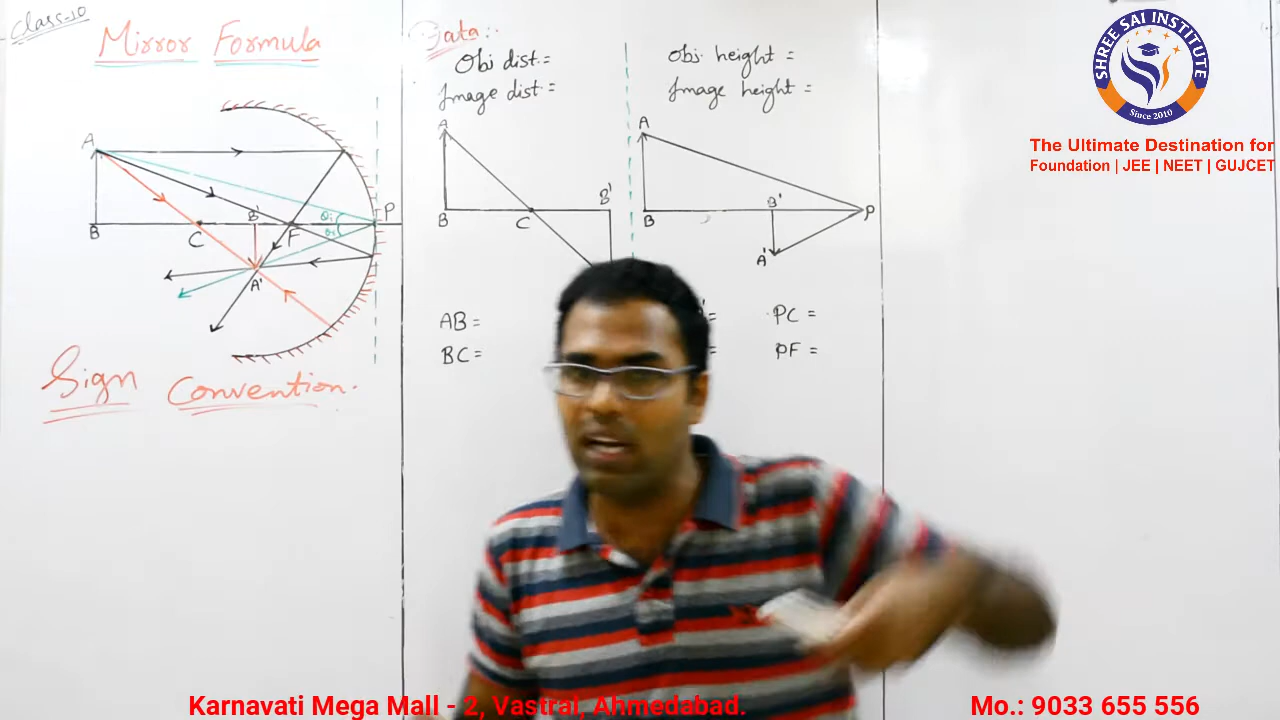 Class-10
Mirror Formula
A
B
C
B'
F
P
θi
θr
A'
Sign Convention.
Data:-
Obj dist=
Image dist=
Obj height=
Image height=
A
B
C
B'
A
B
B'
P
A'
AB=
BC=
=
=
PC=
PF=
SHREE SAI INSTITUTE
Since 2010
The Ultimate Destination for
Foundation | JEE | NEET | GUJCET
Karnavati Mega Mall - 2, Vastral, Ahmedabad.
Mo.: 9033 655 556